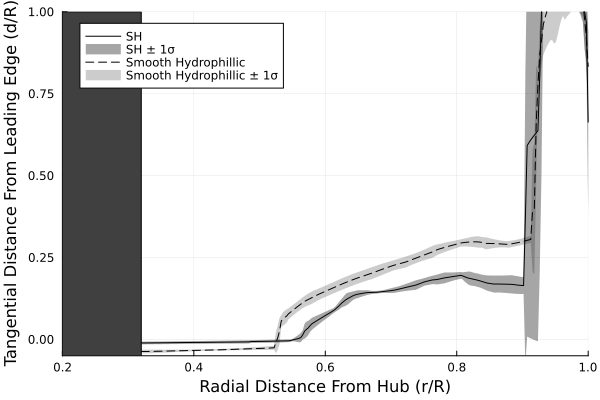 Tangential Distance From Leading Edge (d/R)
1.00
0.75
0.50
0.25
0.00
SH
SH ± 1σ
Smooth Hydrophillic
Smooth Hydrophillic ± 1σ
0.2 0.4 0.6 0.8 1.0
Radial Distance From Hub (r/R)